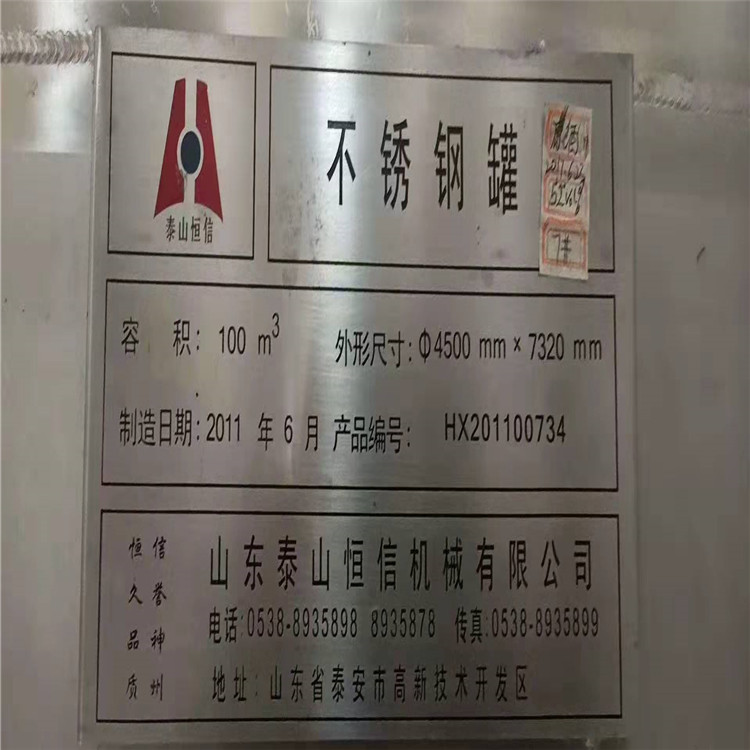 泰山恒信
不锈钢罐
7#
容 积: 100 m³ 外形尺寸: Φ4500 mm × 7320 mm
制造日期: 2011 年 6 月 产品编号: HX201100734
恒久品质
信誉神州
山东泰山恒信机械有限公司
电话:0538-8935898 8935878 传真:0538-8935899
地址: 山东省泰安市高新技术开发区